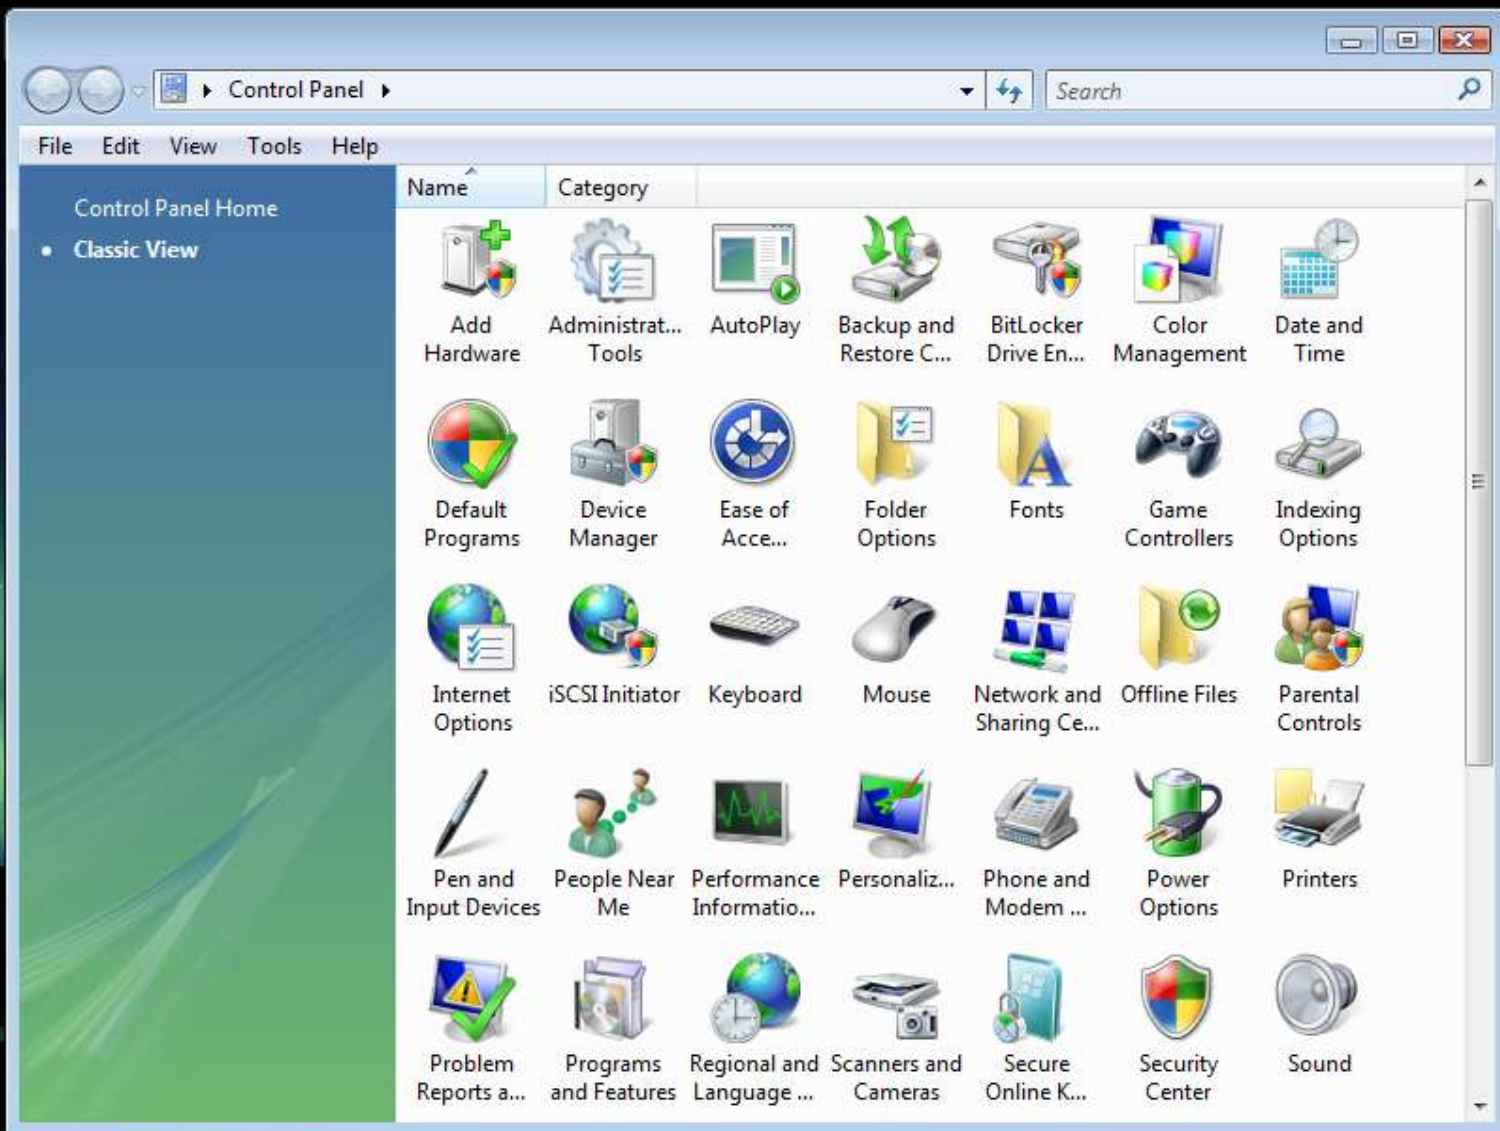 Control Panel
Search
File Edit View Tools Help
Control Panel Home
Classic View
Name Category
Add Hardware
Administrat... Tools
AutoPlay
Backup and Restore C...
BitLocker Drive En...
Color Management
Date and Time
Default Programs
Device Manager
Ease of Acce...
Folder Options
Fonts
Game Controllers
Indexing Options
Internet Options
iSCSI Initiator
Keyboard
Mouse
Network and Sharing Ce...
Offline Files
Parental Controls
Pen and Input Devices
People Near Me
Performance Informatio...
Personaliz...
Phone and Modem ...
Power Options
Printers
Problem Reports a...
Programs and Features
Regional and Language ...
Scanners and Cameras
Secure Online K...
Security Center
Sound